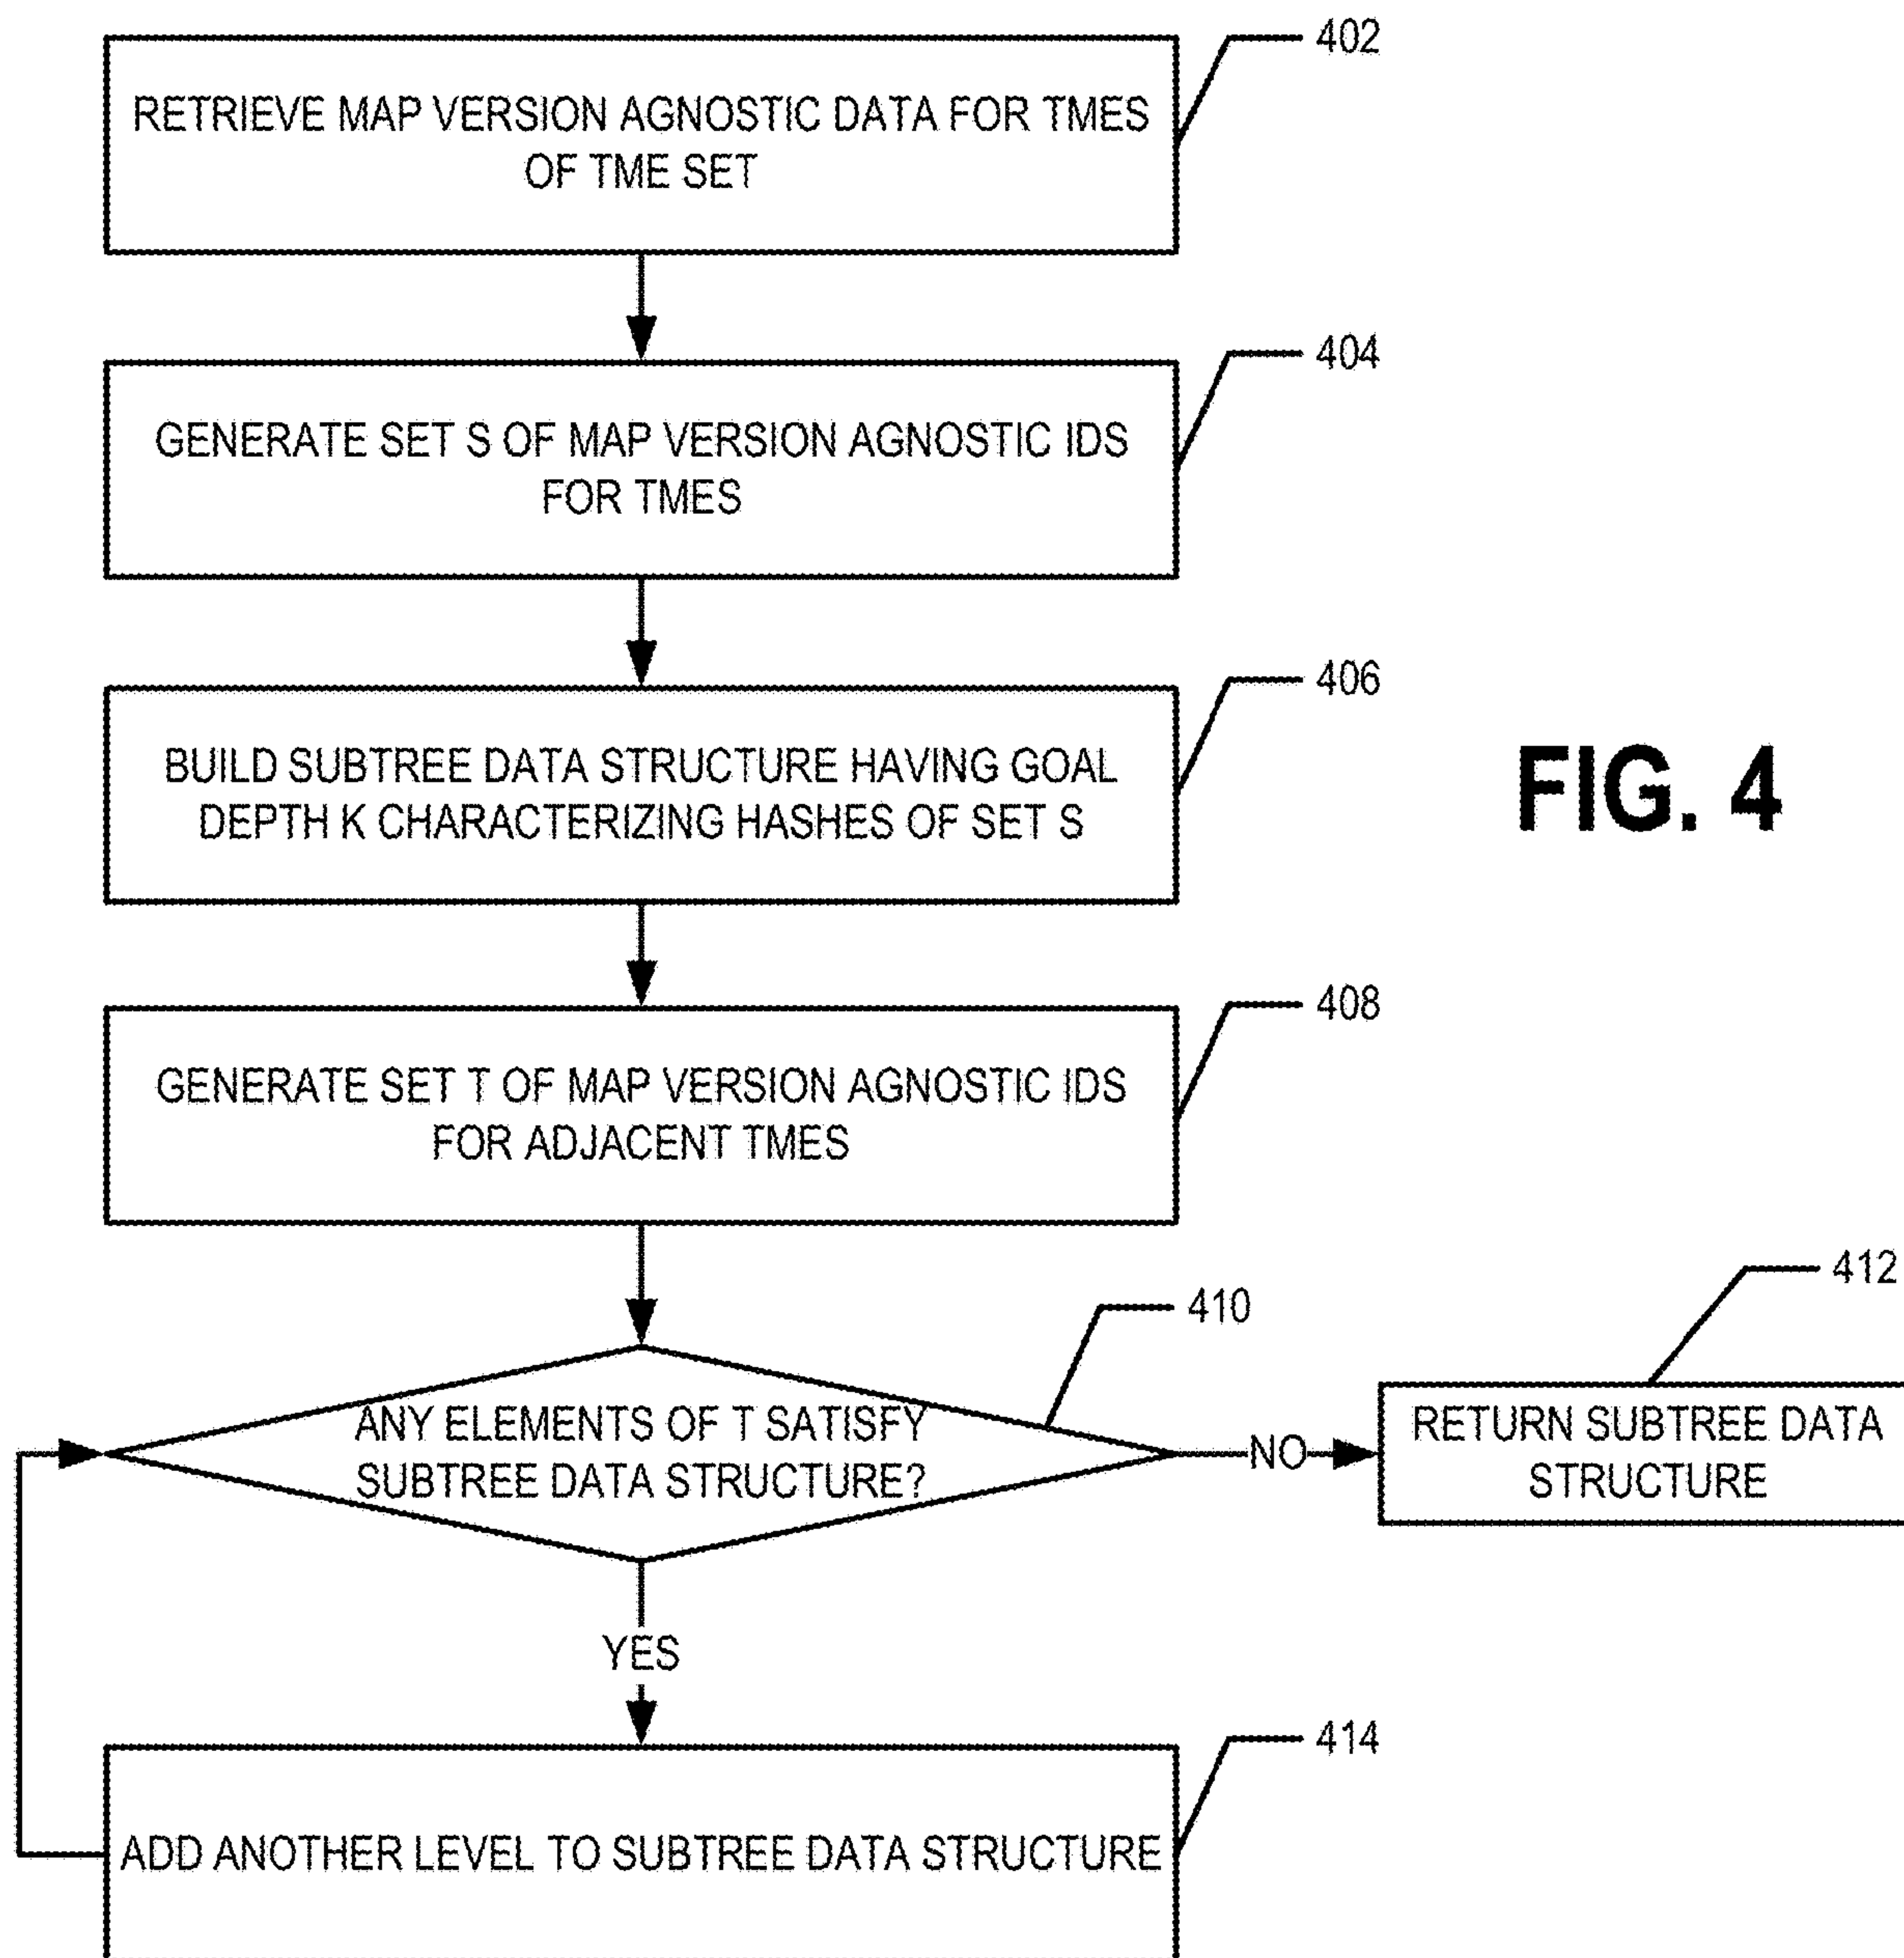 402
RETRIEVE MAP VERSION AGNOSTIC DATA FOR TMES
OF TME SET
404
GENERATE SET S OF MAP VERSION AGNOSTIC IDS
FOR TMES
406
BUILD SUBTREE DATA STRUCTURE HAVING GOAL
DEPTH K CHARACTERIZING HASHES OF SET S
FIG. 4
408
GENERATE SET T OF MAP VERSION AGNOSTIC IDS
FOR ADJACENT TMES
410
412
ANY ELEMENTS OF T SATISFY
SUBTREE DATA STRUCTURE?
NO
RETURN SUBTREE DATA
STRUCTURE
YES
414
ADD ANOTHER LEVEL TO SUBTREE DATA STRUCTURE